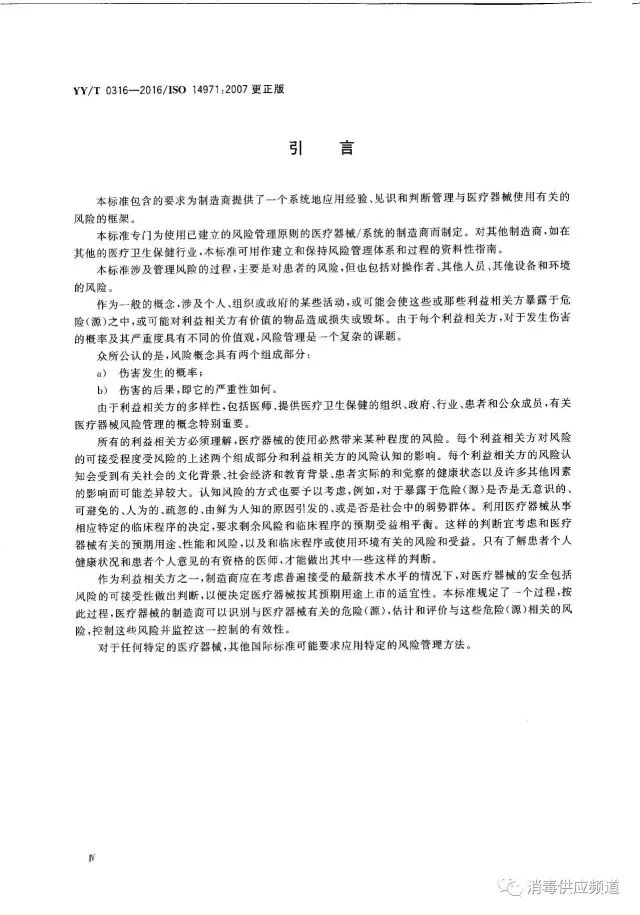 YY/T 0316—2016/ISO 14971:2007 更正版
引 言
本标准包含的要求为制造商提供了一个系统地应用经验、见识和判断管理与医疗器械使用有关的
风险的框架。
本标准专门为使用已建立的风险管理原则的医疗器械/系统的制造商而制定。对其他制造商,如在
其他的医疗卫生保健行业,本标准可用作建立和保持风险管理体系和过程的资料性指南。
本标准涉及管理风险的过程,主要是对患者的风险,但也包括对操作者、其他人员、其他设备和环境
的风险。
作为一般的概念,涉及个人、组织或政府的某些活动,或可能会使这些或那些利益相关方暴露于危
险(源)之中,或可能对利益相关方有价值的物品造成损失或毁坏。由于每个利益相关方,对于发生伤害
的概率及其严重度具有不同的价值观,风险管理是一个复杂的课题。
众所公认的是,风险概念具有两个组成部分:
a) 伤害发生的概率;
b) 伤害的后果,即它的严重性如何。
由于利益相关方的多样性,包括医师、提供医疗卫生保健的组织、政府、行业、患者和公众成员,有关
医疗器械风险管理的概念特别重要。
所有的利益相关方必须理解,医疗器械的使用必然带来某种程度的风险。每个利益相关方对风险
的可接受程度受风险的上述两个组成部分和利益相关方的风险认知的影响。每个利益相关方的风险认
知会受到有关社会的文化背景、社会经济和教育背景、患者实际的和觉察的健康状态以及许多其他因素
的影响而可能差异较大。认知风险的方式也要予以考虑,例如,对于暴露于危险(源)是否是无意识的、
可避免的、人为的、疏忽的、由鲜为人知的原因引发的、或是否是社会中的弱势群体。利用医疗器械从事
相应特定的临床程序的决定,要求剩余风险和临床程序的预期受益相平衡。这样的判断宜考虑和医疗
器械有关的预期用途、性能和风险,以及和临床程序或使用环境有关的风险和受益。只有了解患者个人
健康状况和患者个人意见的有资格的医师,才能做出其中一些这样的判断。
作为利益相关方之一,制造商应在考虑普遍接受的最新技术水平的情况下,对医疗器械的安全包括
风险的可接受性做出判断,以便决定医疗器械按其预期用途上市的适宜性。本标准规定了一个过程,按
此过程,医疗器械的制造商可以识别与医疗器械有关的危险(源),估计和评价与这些危险(源)相关的风
险,控制这些风险并监控这一控制的有效性。
对于任何特定的医疗器械,其他国际标准可能要求应用特定的风险管理方法。
Ⅳ
消毒供应频道